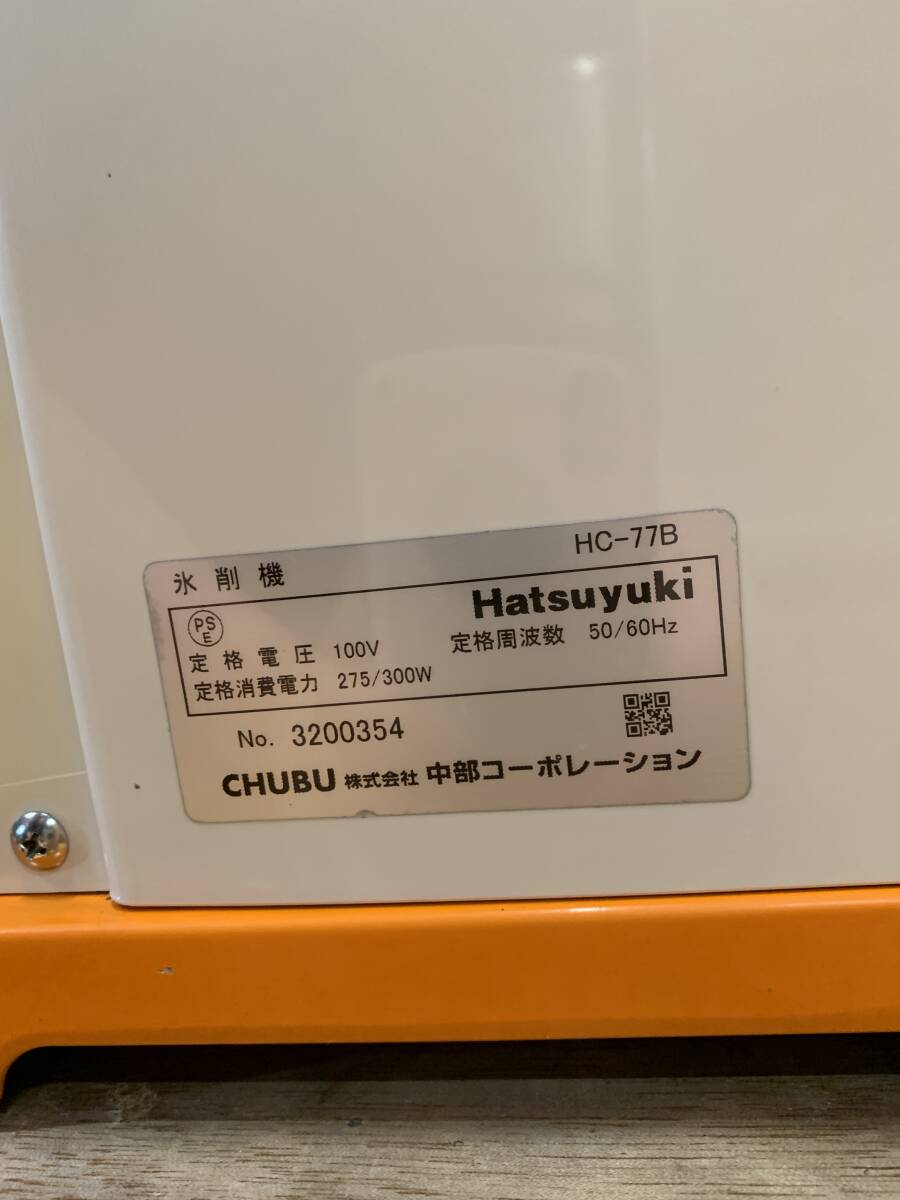 氷削機 HC-77B
Hatsuyuki
PS
E
定格電圧 100V 定格周波数 50/60Hz
定格消費電力 275/300W
No. 3200354
CHUBU 株式会社 中部コーポレーション